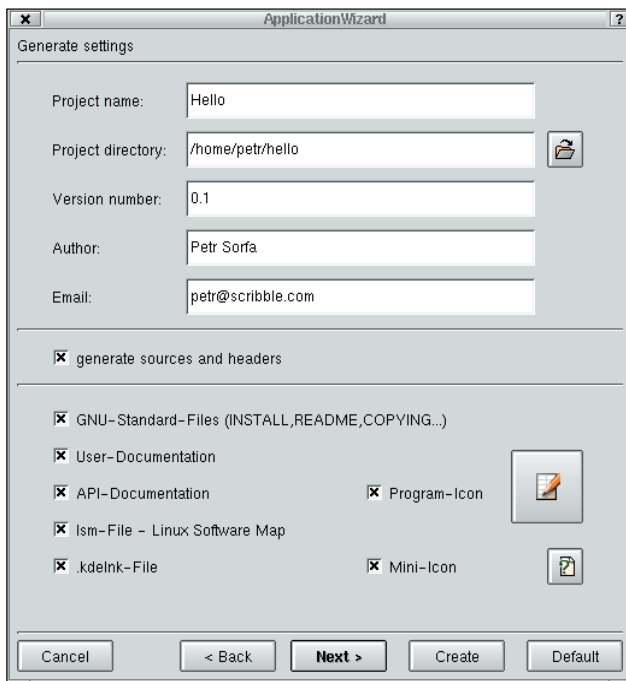 ApplicationWizard
Generate settings
Project name: Hello
Project directory: /home/petr/hello
Version number: 0.1
Author: Petr Sorfa
Email: petr@scribble.com
generate sources and headers
GNU-Standard-Files (INSTALL,README,COPYING...)
User-Documentation
API-Documentation Program-Icon
lsm-File - Linux Software Map
.kdelnk-File Mini-Icon
Cancel < Back Next > Create Default